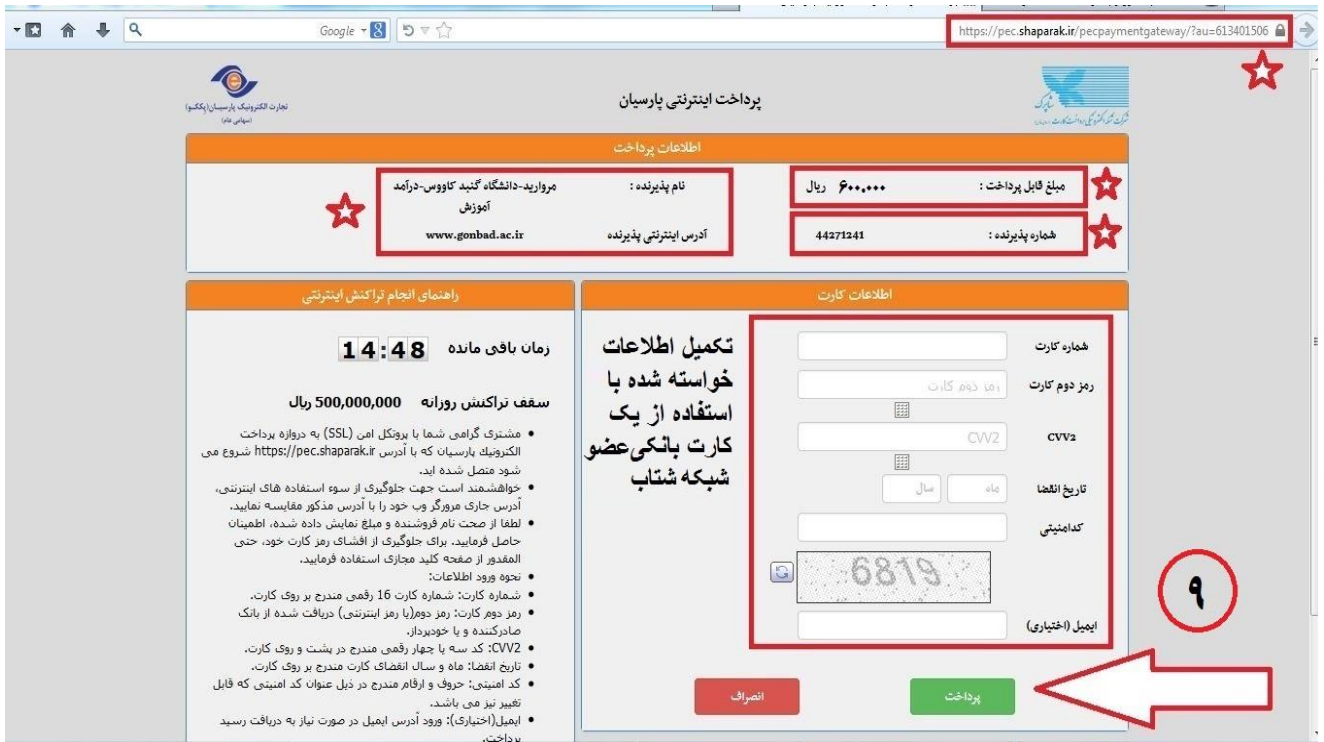 Google
https://pec.shaparak.ir/pecpaymentgateway/?au=613401506
شاپرک
پرداخت اینترنتی پارسیان
تجارت الکترونیک پارسیان(پککو)
(سهامی عام)
اطلاعات پرداخت
مبلغ قابل پرداخت : ۶۰۰,۰۰۰ ریال
شماره پذیرنده : 44271241
نام پذیرنده : مروارید-دانشگاه گنبد کاووس-درآمد
آموزش
آدرس اینترنتی پذیرنده www.gonbad.ac.ir
اطلاعات کارت
شماره کارت
رمز دوم کارت رمز دوم کارت
CVV2 CVV2
تاریخ انقضا ماه سال
کدامنیتی
6819
ایمیل (اختیاری)
پرداخت
انصراف
تکمیل اطلاعات
خواسته شده با
استفاده از یک
کارت بانکی‌عضو
شبکه شتاب
راهنمای انجام تراکنش اینترنتی
زمان باقی مانده 14:48
سقف تراکنش روزانه 500,000,000 ریال
• مشتری گرامی شما با پروتکل امن (SSL) به دروازه پرداخت
الکترونیك پارسیان که با آدرس https://pec.shaparak.ir شروع می
شود متصل شده اید.
• خواهشمند است جهت جلوگیری از سوء استفاده های اینترنتی،
آدرس جاری مرورگر وب خود را با آدرس مذکور مقایسه نمایید.
• لطفا از صحت نام فروشنده و مبلغ نمایش داده شده، اطمینان
حاصل فرمایید. برای جلوگیری از افشای رمز کارت خود، حتی
المقدور از صفحه کلید مجازی استفاده فرمایید.
• نحوه ورود اطلاعات:
• شماره کارت: شماره کارت 16 رقمی مندرج بر روی کارت.
• رمز دوم کارت: رمز دوم(یا رمز اینترنتی) دریافت شده از بانک
صادرکننده و یا خودپرداز.
• CVV2: کد سه یا چهار رقمی مندرج در پشت و روی کارت.
• تاریخ انقضا: ماه و سال انقضای کارت مندرج بر روی کارت.
• کد امنیتی: حروف و ارقام مندرج در ذیل عنوان کد امنیتی که قابل
تغییر نیز می باشد.
• ایمیل(اختیاری): ورود آدرس ایمیل در صورت نیاز به دریافت رسید
پرداخت.
۹